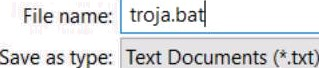 File name: troja.bat
Save as type: Text Documents (*.txt)